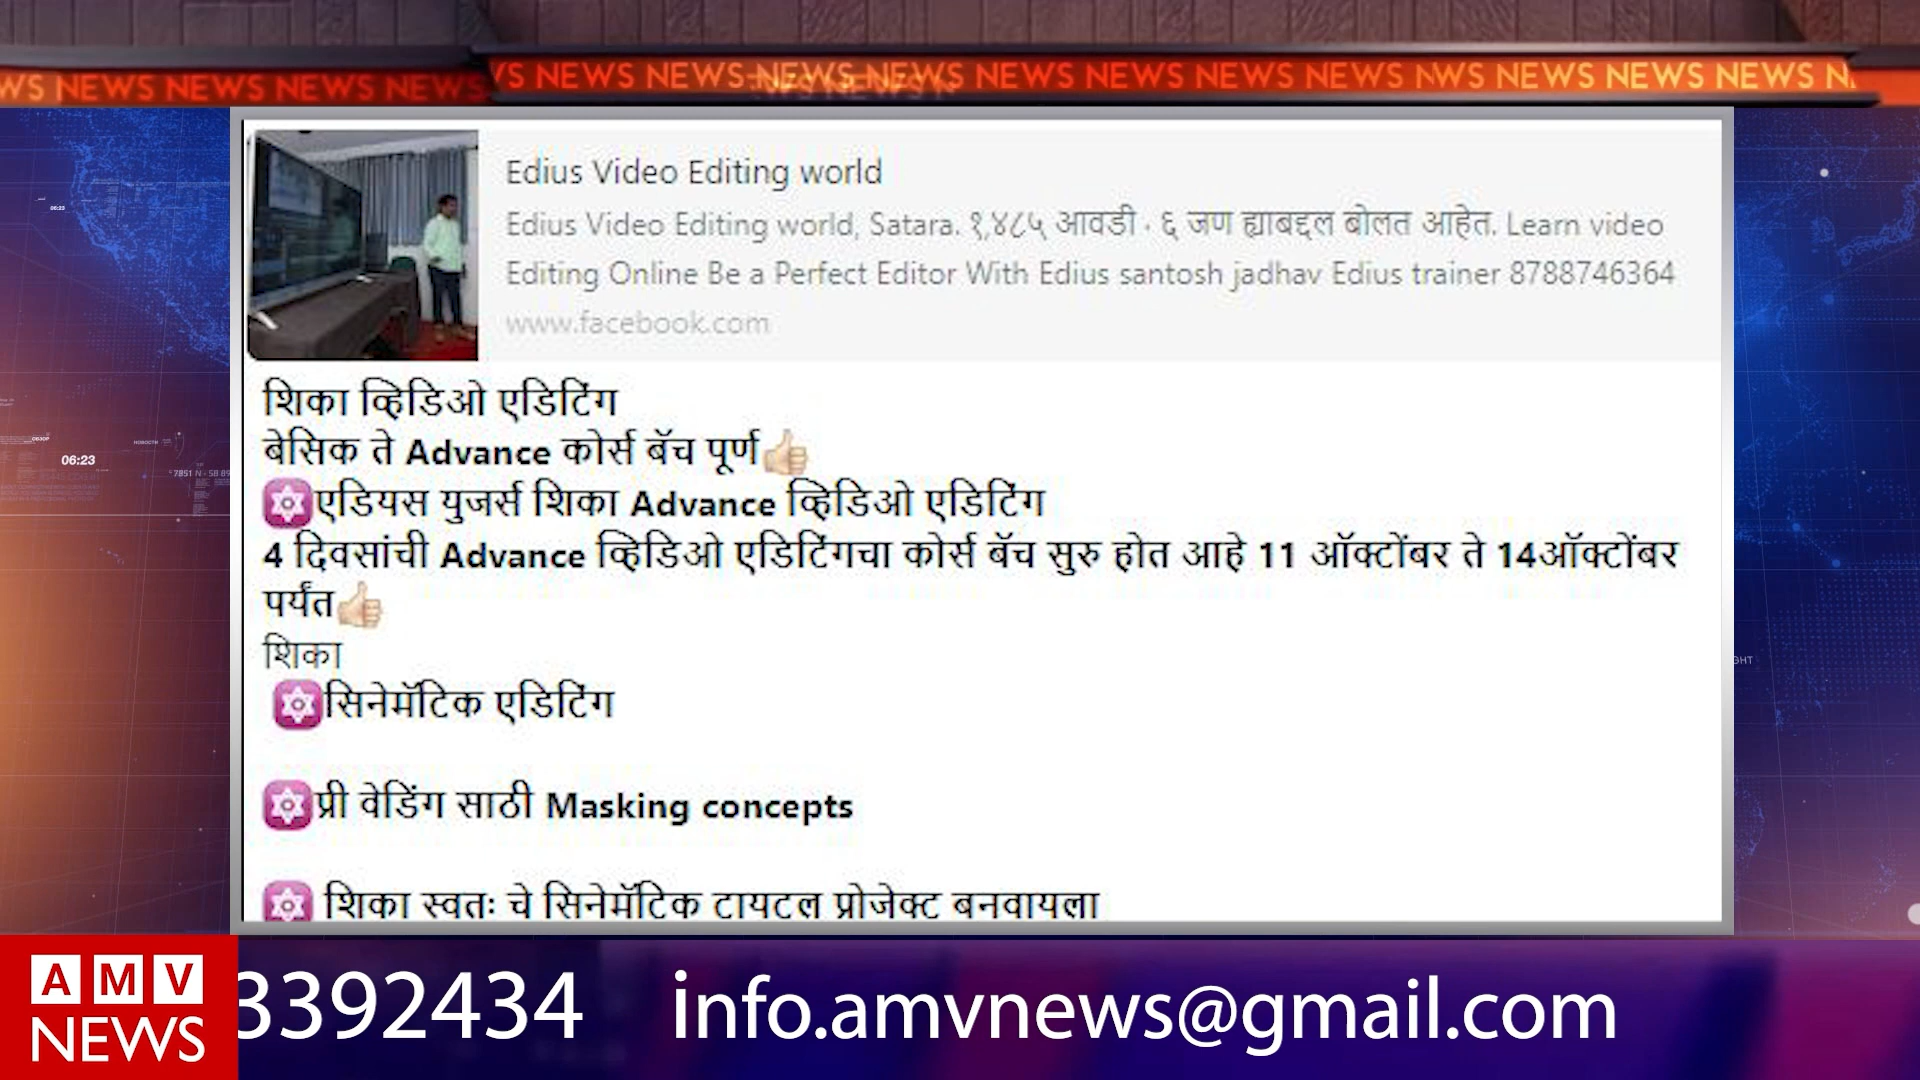 WS NEWS NEWS NEWS NEWS NEWS NEWS NEWS NEWS NEWS NEWS NEWS NEWS NEWS NEWS
Edius Video Editing world
Edius Video Editing world, Satara. १,४८५ आवडी · ६ जण ह्याबद्दल बोलत आहेत. Learn video
Editing Online Be a Perfect Editor With Edius santosh jadhav Edius trainer 8788746364
www.facebook.com
शिका व्हिडिओ एडिटिंग
बेसिक ते Advance कोर्स बॅच पूर्ण👍🏻
🔯एडियस युजर्स शिका Advance व्हिडिओ एडिटिंग
4 दिवसांची Advance व्हिडिओ एडिटिंगचा कोर्स बॅच सुरु होत आहे 11 ऑक्टोंबर ते 14ऑक्टोंबर
पर्यंत👍🏻
शिका
🔯सिनेमॅटिक एडिटिंग
🔯प्री वेडिंग साठी Masking concepts
🔯 शिका स्वतः चे सिनेमॅटिक टायटल प्रोजेक्ट बनवायला
06:23
AMV
NEWS
3392434 info.amvnews@gmail.com